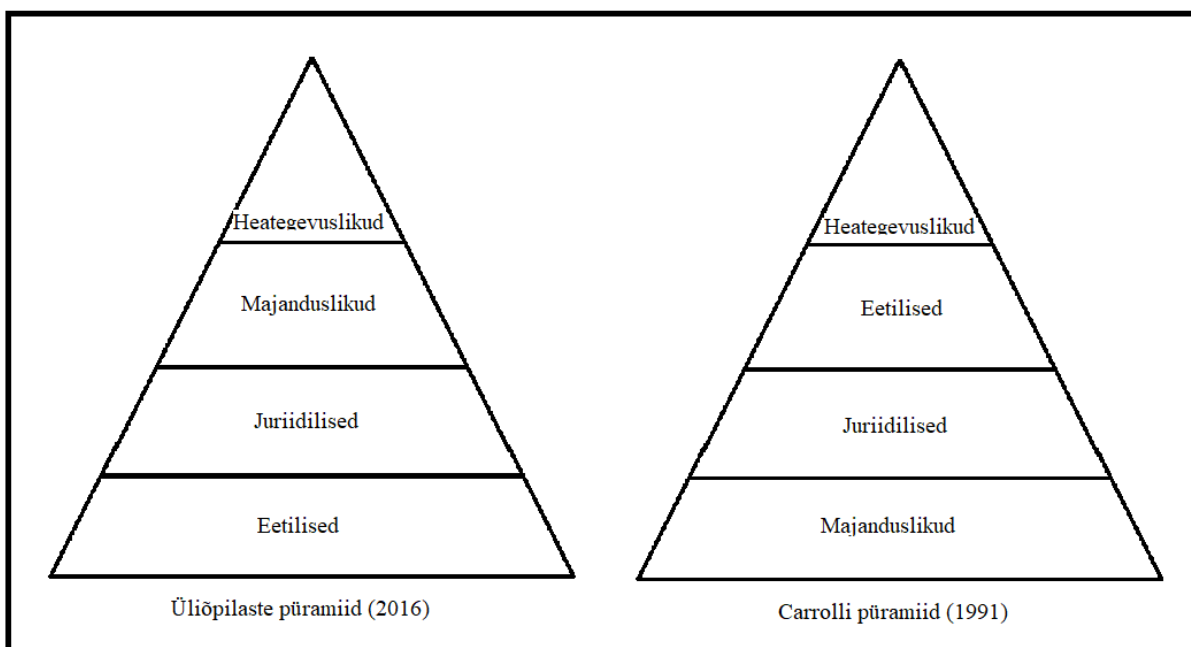 Heategevuslikud
Majanduslikud
Juriidilised
Eetilised
Üliõpilaste püramiid (2016)
Heategevuslikud
Eetilised
Juriidilised
Majanduslikud
Carrolli püramiid (1991)